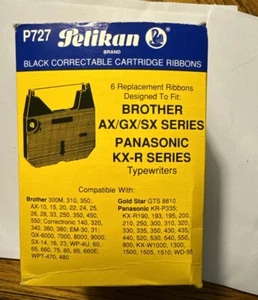 P727 Pelikan
BRAND
BLACK CORRECTABLE CARTRIDGE RIBBONS
6 Replacement Ribbons
Designed To Fit:
BROTHER
AX/GX/SX SERIES
PANASONIC
KX-R SERIES
Typewriters
Compatible With:
Brother 300M, 310, 350;
AX-10, 15, 20, 22, 24, 25,
26, 28, 33, 250, 350, 450,
550; Correctronic 140, 320,
340, 360, 380; EM-30, 31;
GX-6000, 7000, 8000, 9000;
SX-14, 16, 23; WP-4U, 60,
65, 660, 75, 80, 95, 660E;
WPT-470, 480
Gold Star GTS 8810
Panasonic KR-P335;
KX-R190, 193, 195, 200,
210, 250, 300, 310, 320,
330, 335, 350, 430, 435,
440, 530, 535, 540, 550,
800, 900; KX-W1000, 1300,
1500, 1505, 1510; WD-55